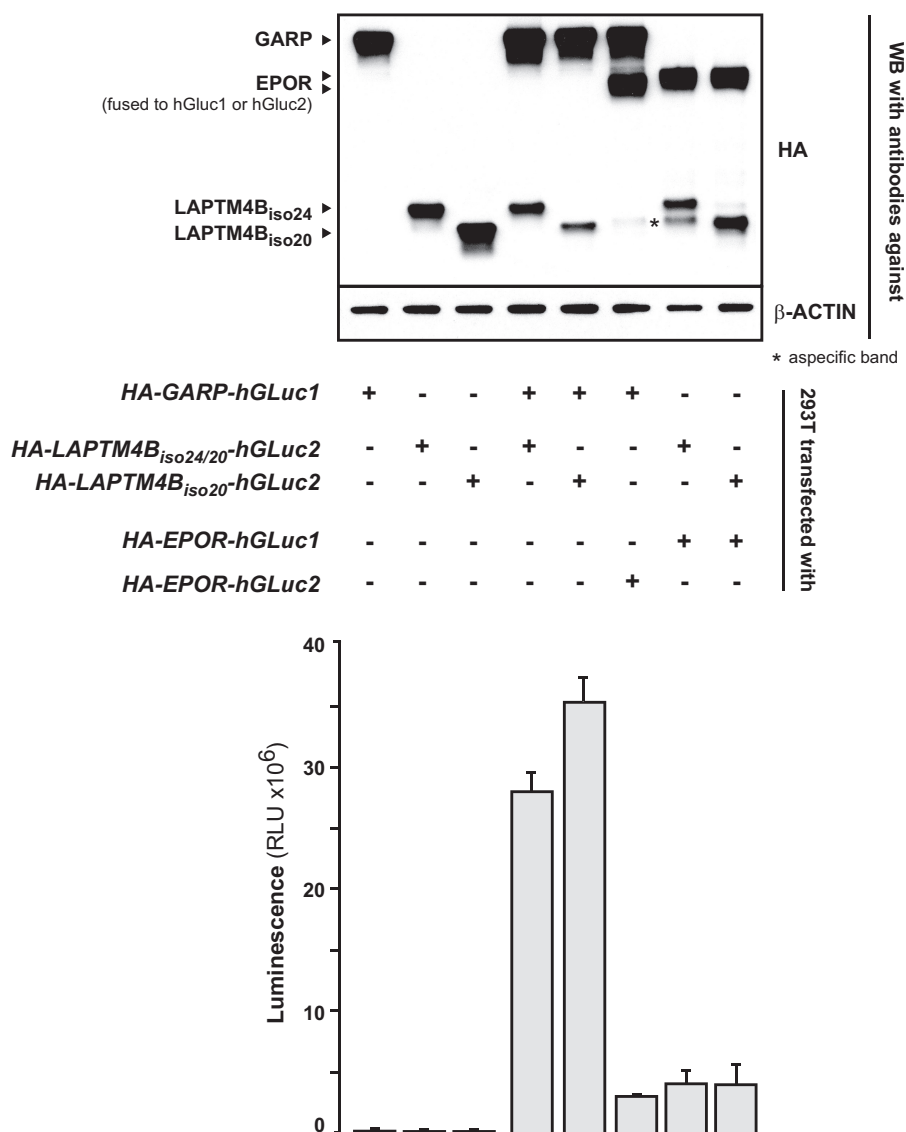 GARP
EPOR
(fused to hGluc1 or hGluc2)
LAPTM4Biso24
LAPTM4Biso20
*
HA
β-ACTIN
WB with antibodies against
* aspecific band
HA-GARP-hGLuc1 + - - + + + - -
HA-LAPTM4Biso24/20-hGLuc2 - + - + - - + -
HA-LAPTM4Biso20-hGLuc2 - - + - + - - +
HA-EPOR-hGLuc1 - - - - - - + +
HA-EPOR-hGLuc2 - - - - - + - -
293T transfected with
Luminescence (RLU x10⁶)
40
30
20
10
0